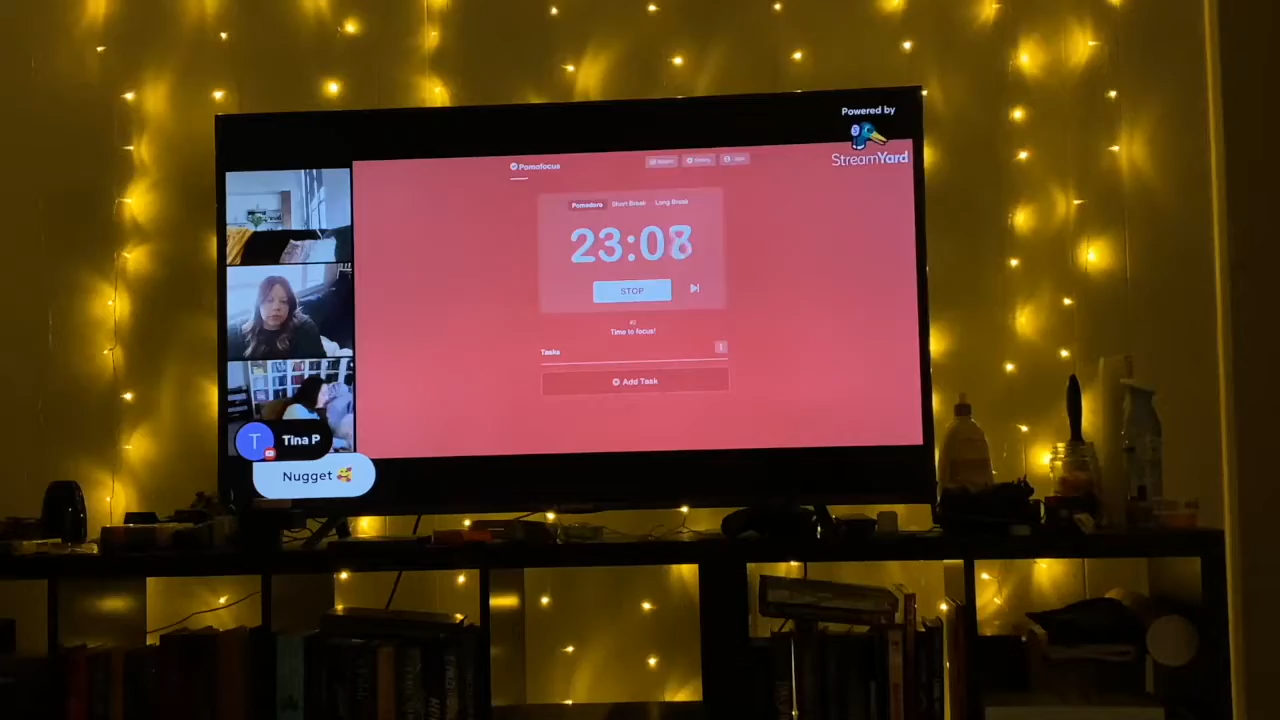 Powered by
StreamYard
Pomofocus
Pomodoro
Short Break
Long Break
23:08
STOP
#2
Time to focus!
Tasks
Add Task
T
Tina P
Nugget 🥰